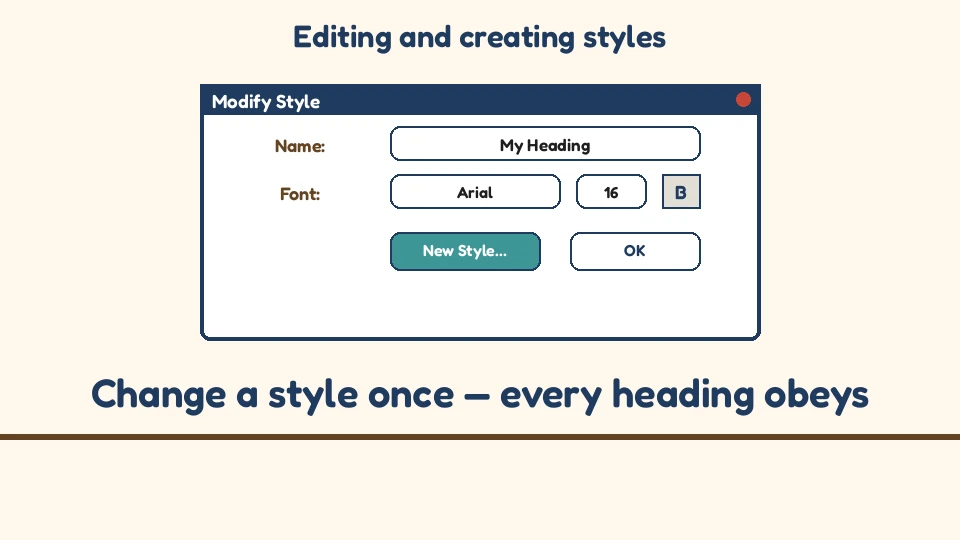 Editing and creating styles
Modify Style
Name: My Heading
Font: Arial 16 B
New Style... OK
Change a style once — every heading obeys